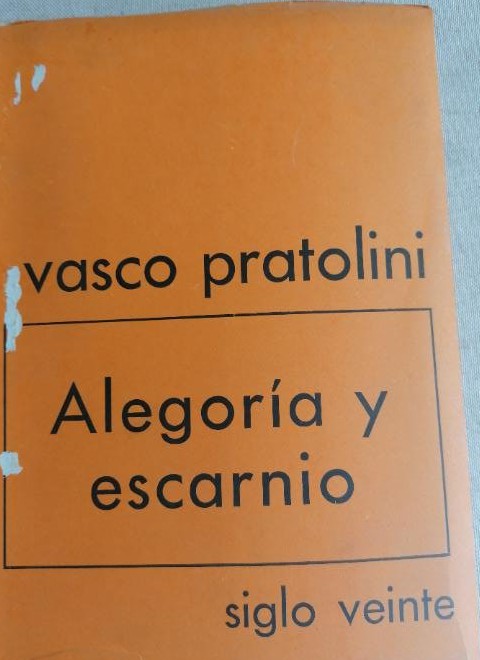 vasco pratolini
Alegoría y
escarnio
siglo veinte